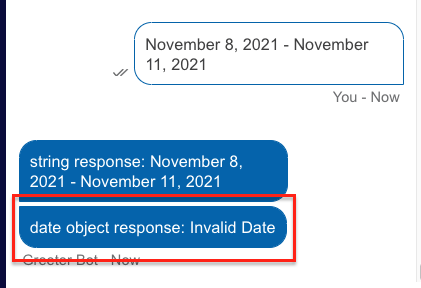 November 8, 2021 - November
11, 2021
You - Now
string response: November 8,
2021 - November 11, 2021
date object response: Invalid Date
Greeter Bot - Now